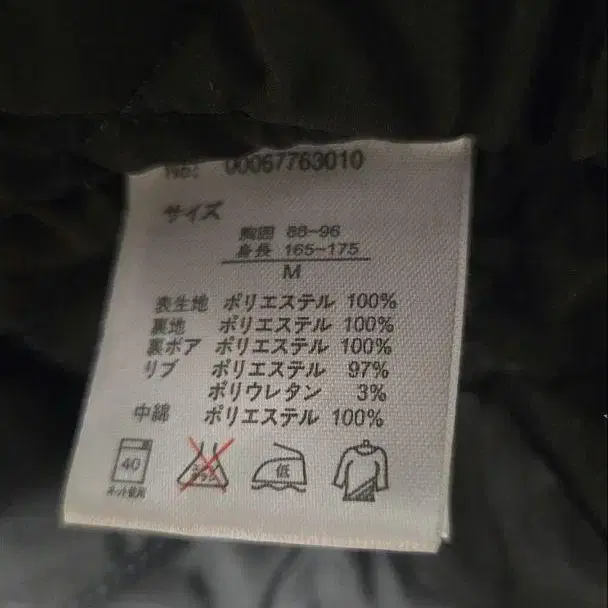 No: 00067763010
サイズ
胸囲 88-96
身長 165-175
M
表生地 ポリエステル 100%
裏地 ポリエステル 100%
裏ボア ポリエステル 100%
リブ ポリエステル 97%
ポリウレタン 3%
中綿 ポリエステル 100%
40 低
ネット使用